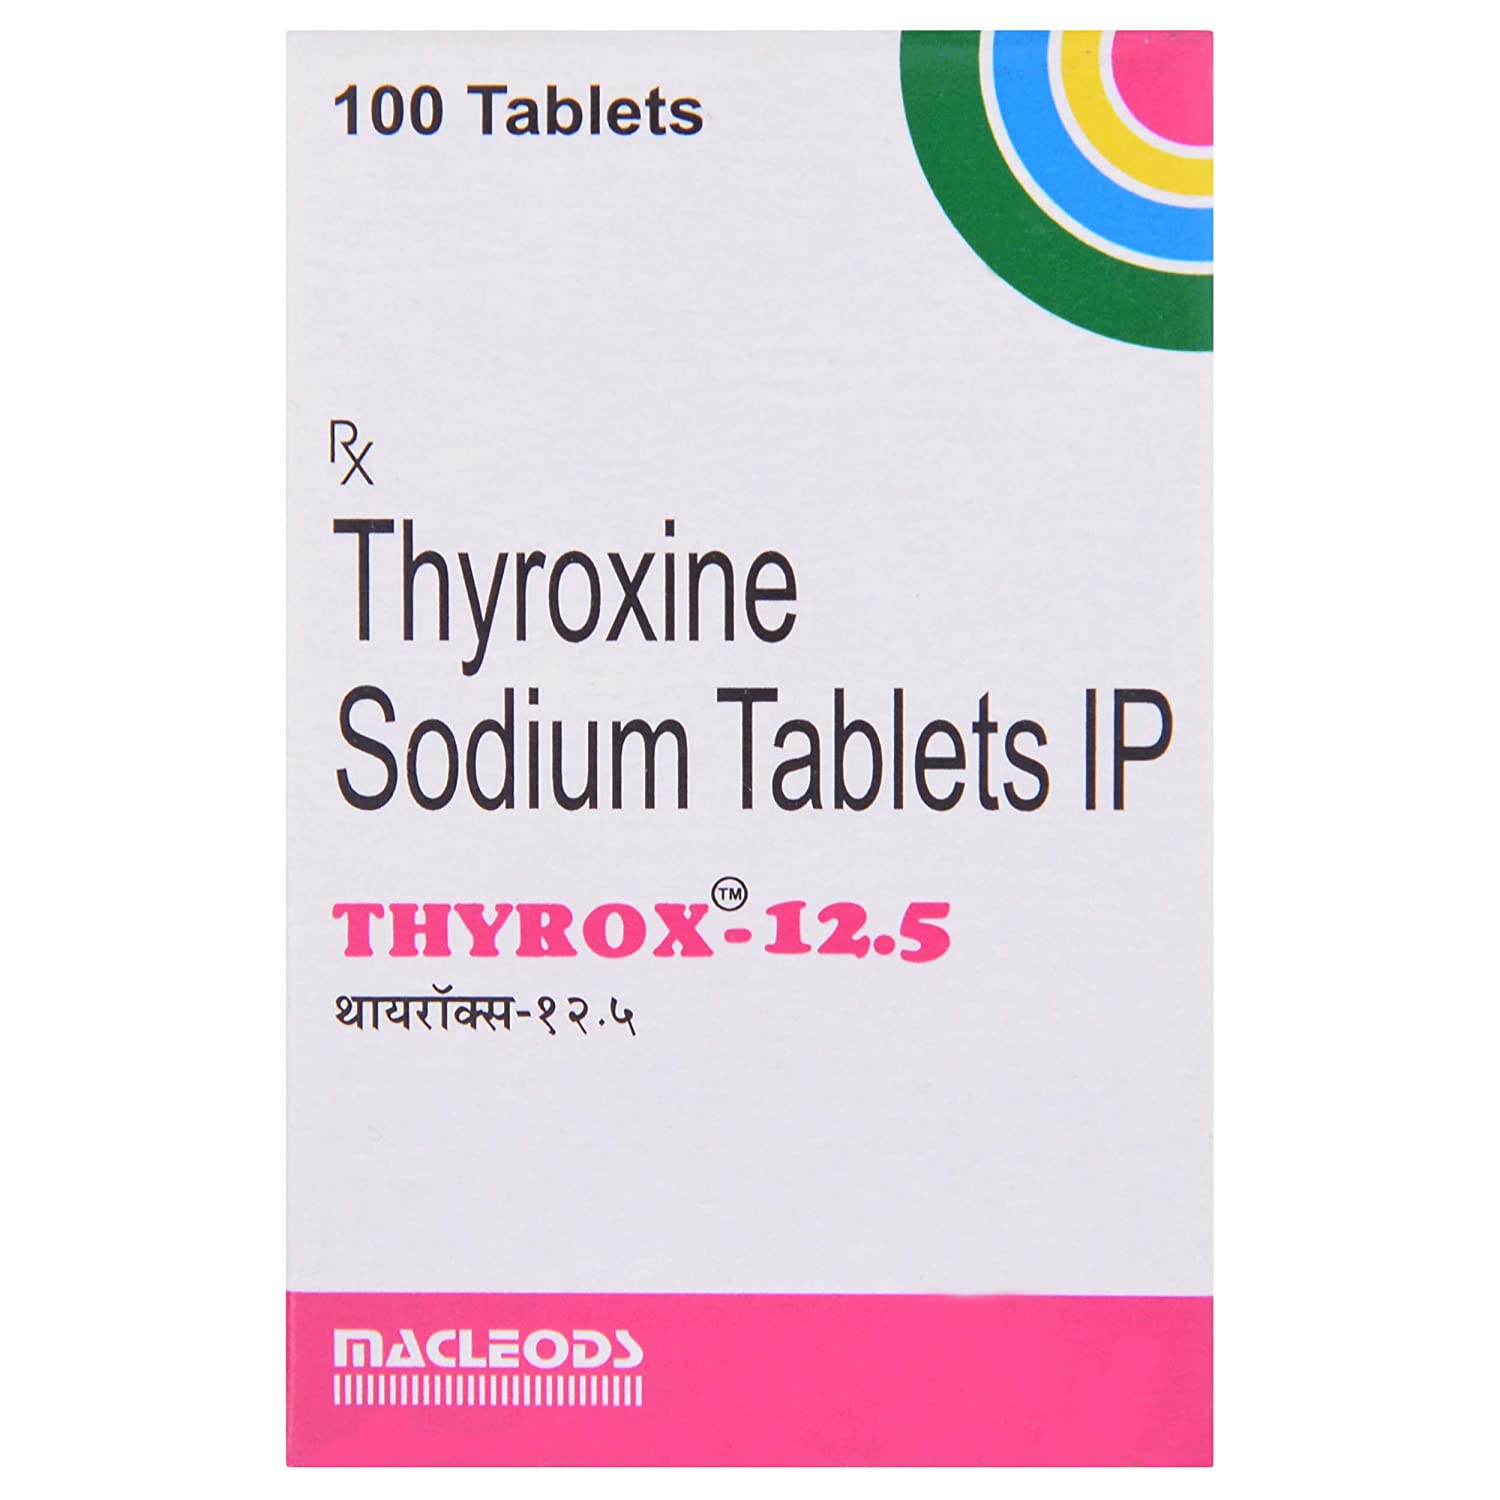 100 Tablets
Rx
Thyroxine
Sodium Tablets IP
THYROX™-12.5
थायरॉक्स-१२.५
MACLEODS